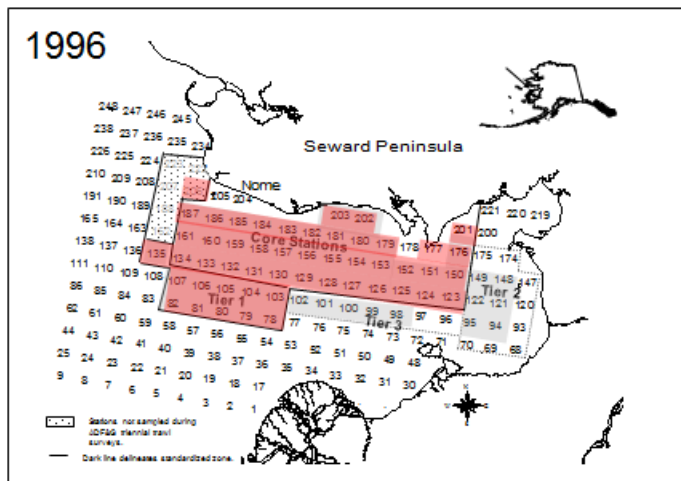 1996
248 247 246 245
238 237 236 235 234
226 225 224
210 209 208
191 190 189
165 164 163
138 137 136 135
111 110 109 108
86 85 84 83 82 81 80 79 78
62 61 60 59 58 57 56 55 54 53 52 51 50 49 48
44 43 42 41 40 39 38 37 36 35 34 33 32 31 30
25 24 23 22 21 20 19 18 17
9 8 7 6 5 4 3 2 1
Seward Peninsula
Nome
205 204
203 202
201 200
221 220 219
187 186 185 184 183 182 181 180 179 178 177 176 175 174
Core Stations
161 160 159 158 157 156 155 154 153 152 151 150 149 148 147
134 133 132 131 130 129 128 127 126 125 124 123 122 121 120
Tier 2
107 106 105 104 103 102 101 100 99 98 97 96 95 94 93
Tier 1
Tier 3
77 76 75 74 73 72 71 70 69 68
Stations not sampled during
ADF&G triennial trawl
surveys.
Dark line delineates standardized zone.
N